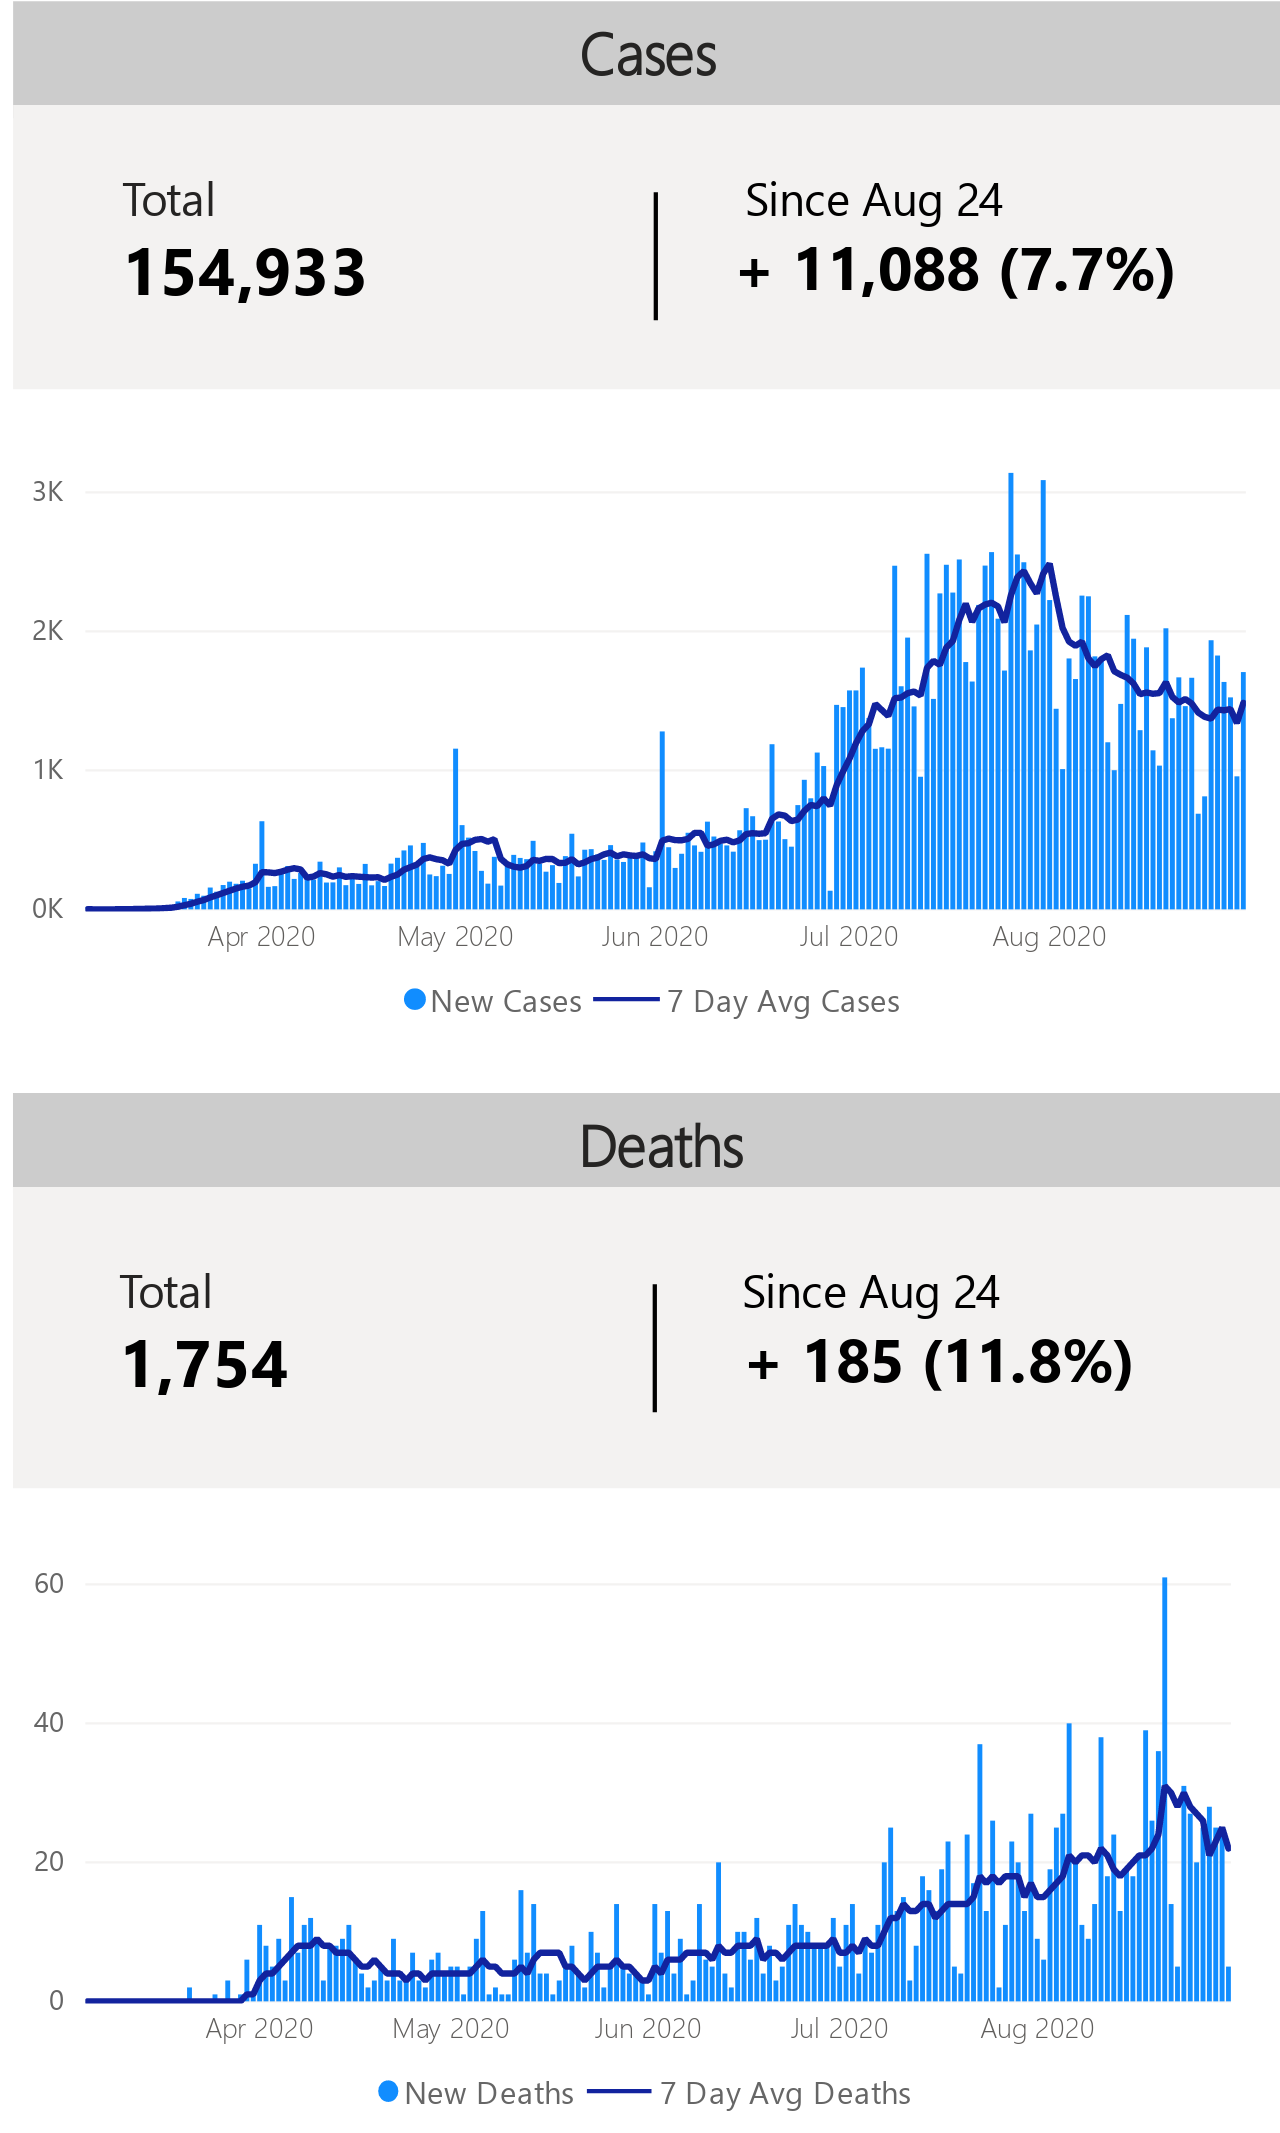 Cases
Total
Since Aug 24
154,933
+ 11,088 (7.7%)
3K
2K
1K
0K
Apr 2020
May 2020
Jun 2020
Jul 2020
Aug 2020
New Cases
7 Day Avg Cases
Deaths
Total
Since Aug 24
1,754
+ 185 (11.8%)
60
40
20
0
Apr 2020
May 2020
Jun 2020
Jul 2020
Aug 2020
New Deaths
7 Day Avg Deaths